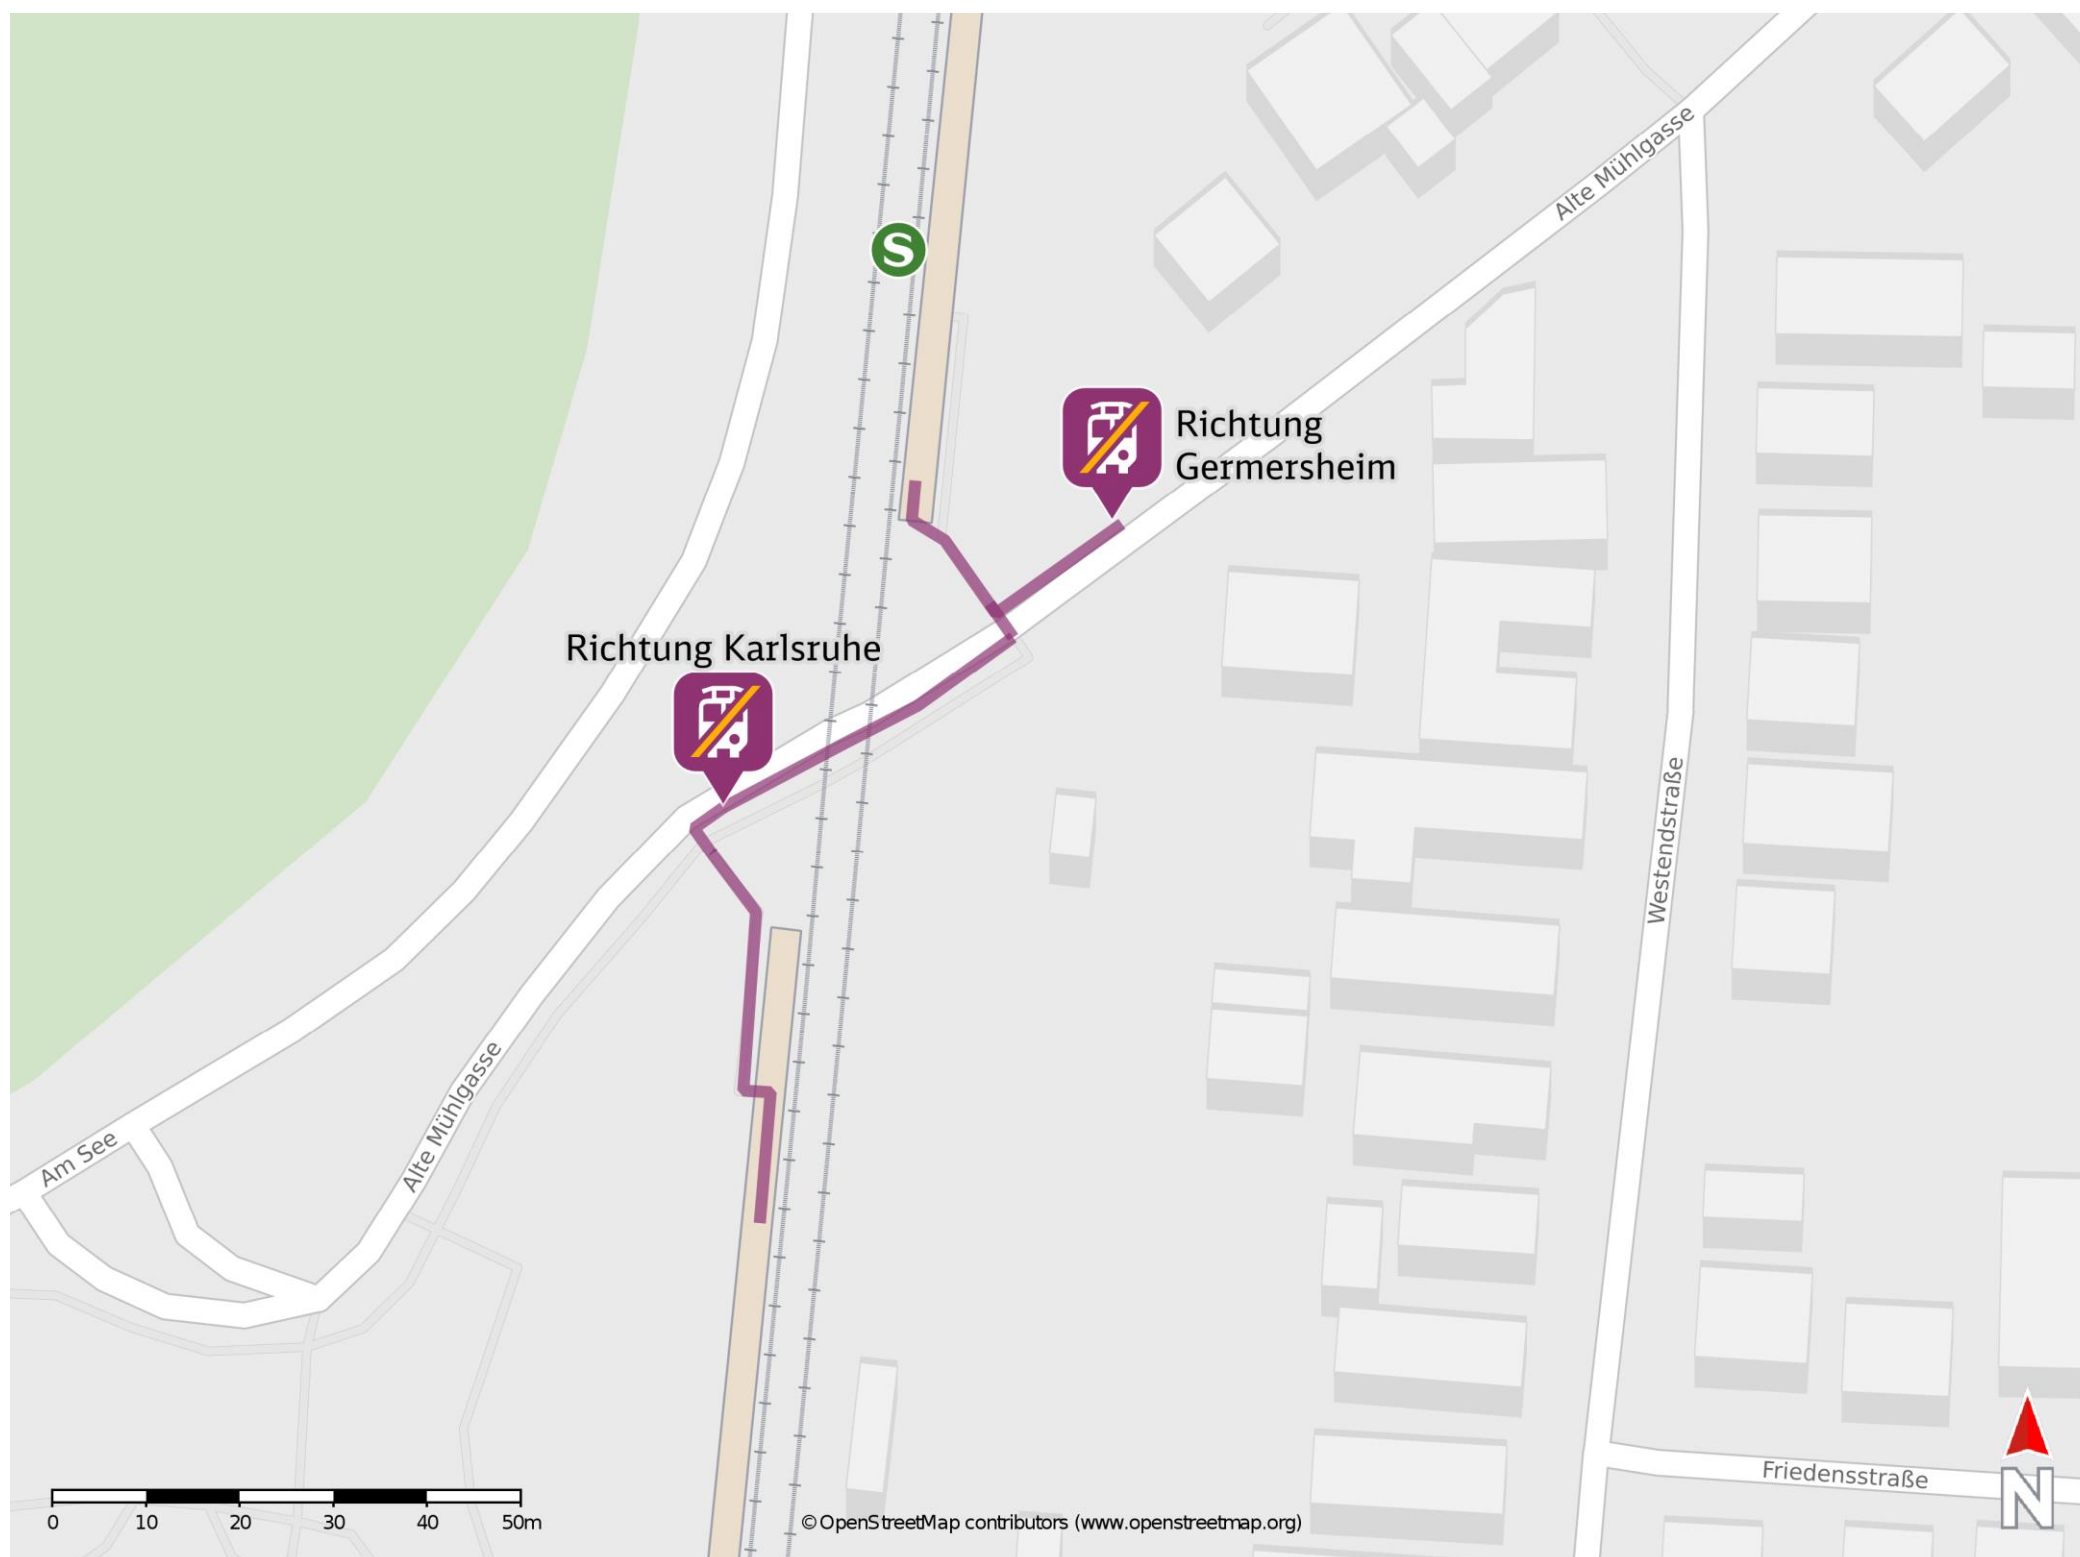 Alte Mühlgasse
S
Richtung
Germersheim
Richtung Karlsruhe
Westendstraße
Alte Mühlgasse
Am See
Friedensstraße
0 10 20 30 40 50m
© OpenStreetMap contributors (www.openstreetmap.org)
N